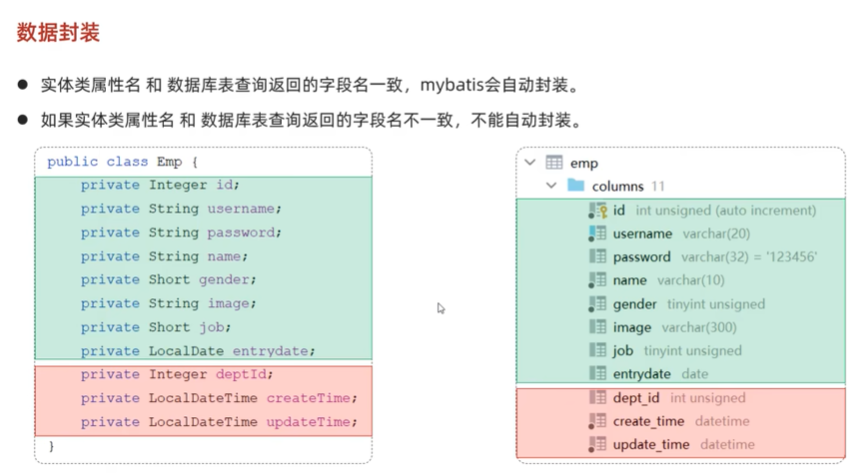 数据封装
实体类属性名 和 数据库表查询返回的字段名一致，mybatis会自动封装。
如果实体类属性名 和 数据库表查询返回的字段名不一致，不能自动封装。
public class Emp {
private Integer id;
private String username;
private String password;
private String name;
private Short gender;
private String image;
private Short job;
private LocalDate entrydate;
private Integer deptId;
private LocalDateTime createTime;
private LocalDateTime updateTime;
}
emp
columns 11
id int unsigned (auto increment)
username varchar(20)
password varchar(32) = '123456'
name varchar(10)
gender tinyint unsigned
image varchar(300)
job tinyint unsigned
entrydate date
dept_id int unsigned
create_time datetime
update_time datetime